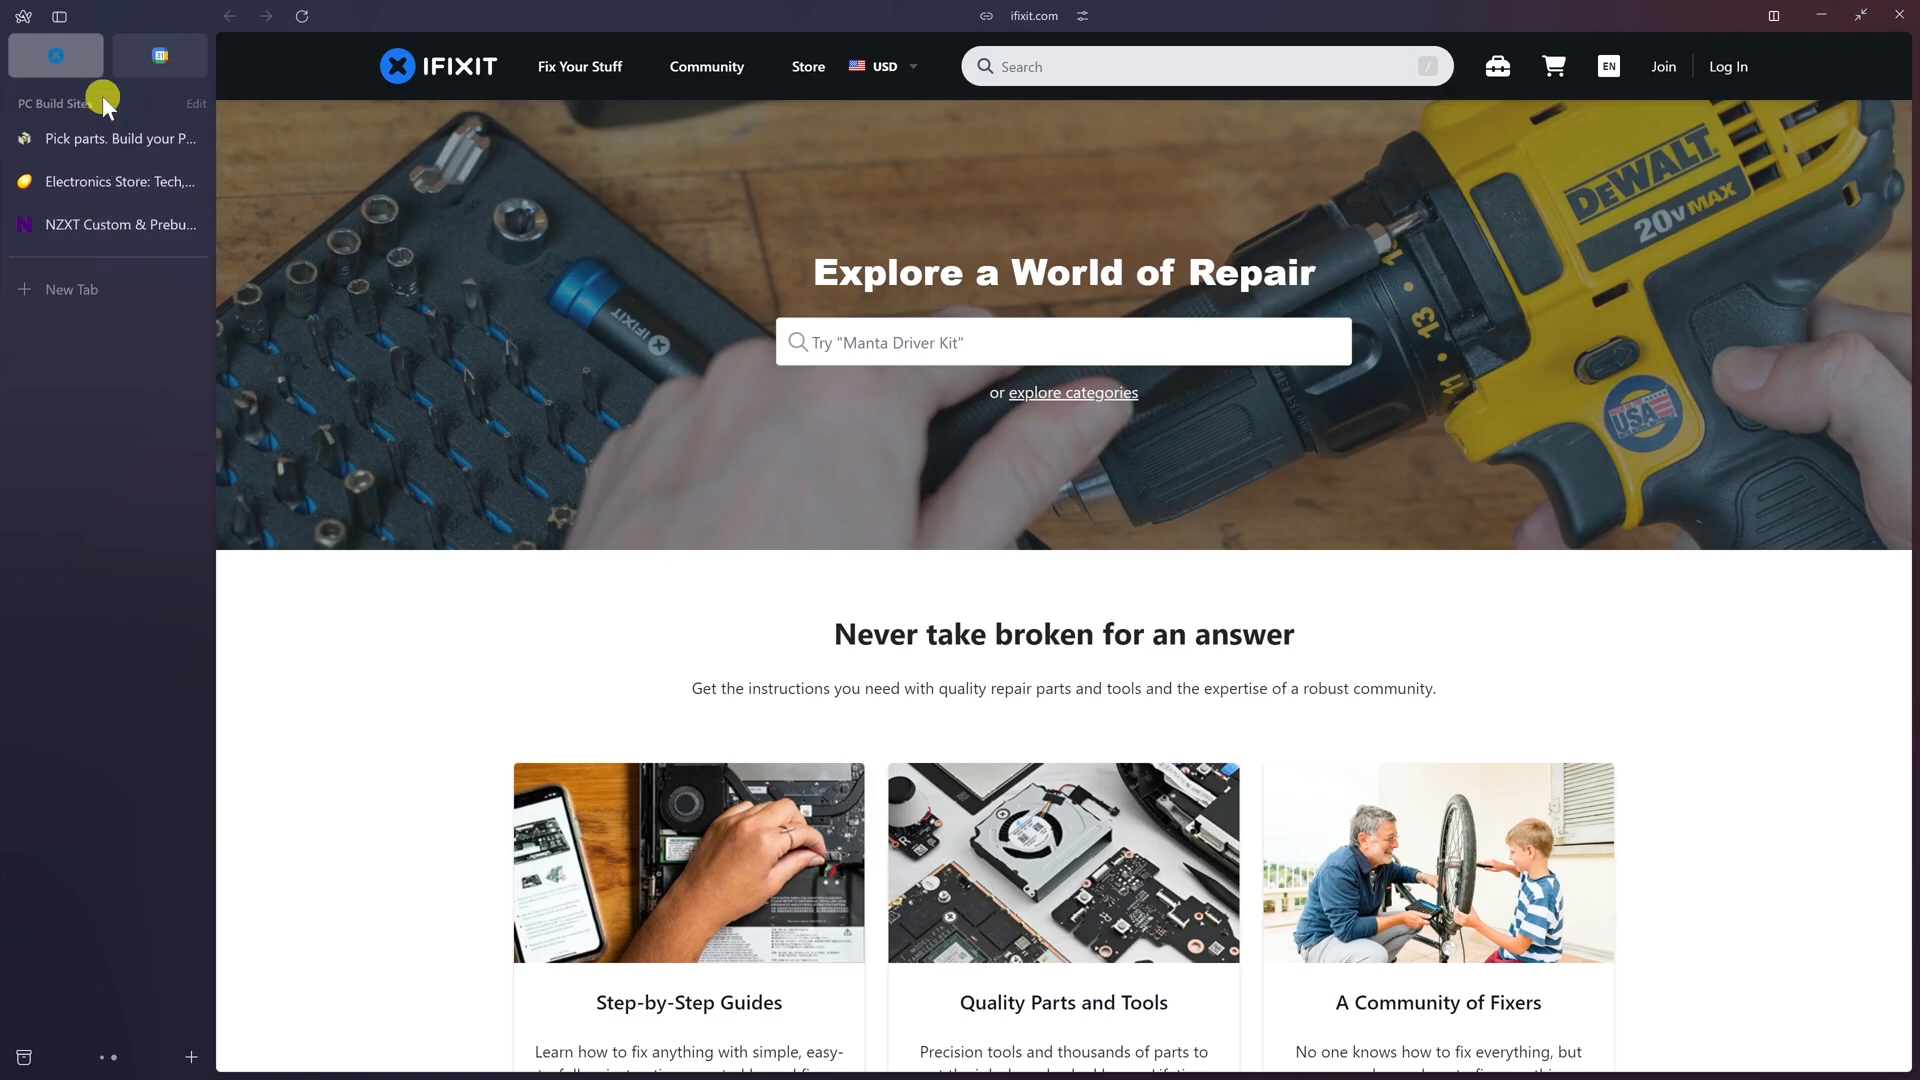 ifixit.com
31
PC Build Sites
Edit
Pick parts. Build your P...
Electronics Store: Tech,...
NZXT Custom & Prebu...
New Tab
IFIXIT
Fix Your Stuff
Community
Store
USD
Search
/
EN
Join
Log In
DEWALT
20V MAX
13
11
USA
IFIXIT
Explore a World of Repair
Try "Manta Driver Kit"
or explore categories
Never take broken for an answer
Get the instructions you need with quality repair parts and tools and the expertise of a robust community.
Step-by-Step Guides
Quality Parts and Tools
A Community of Fixers
Learn how to fix anything with simple, easy-
Precision tools and thousands of parts to
No one knows how to fix everything, but